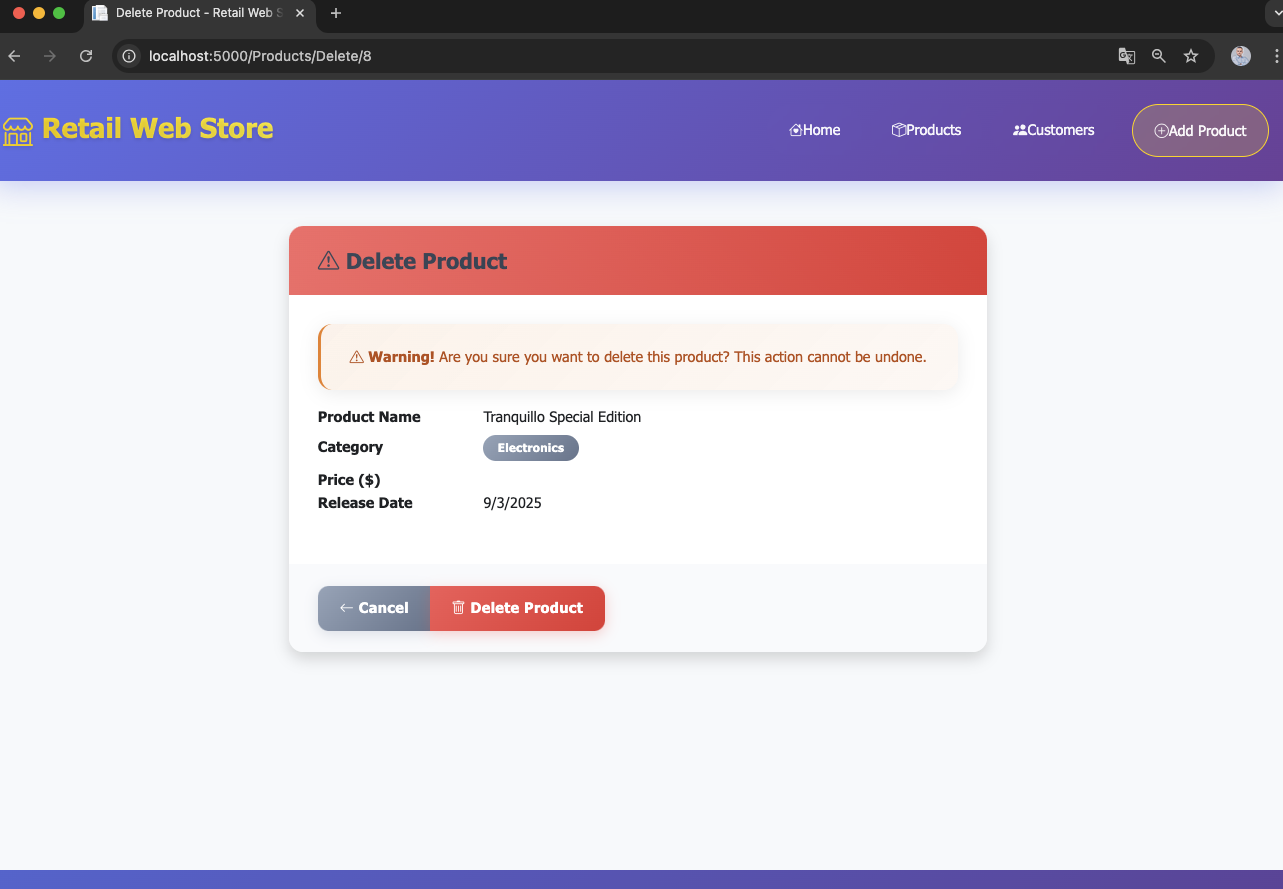 Delete Product - Retail Web S
localhost:5000/Products/Delete/8
Retail Web Store
Home
Products
Customers
Add Product
Delete Product
Warning! Are you sure you want to delete this product? This action cannot be undone.
Product Name Tranquillo Special Edition
Category Electronics
Price ($)
Release Date 9/3/2025
Cancel
Delete Product